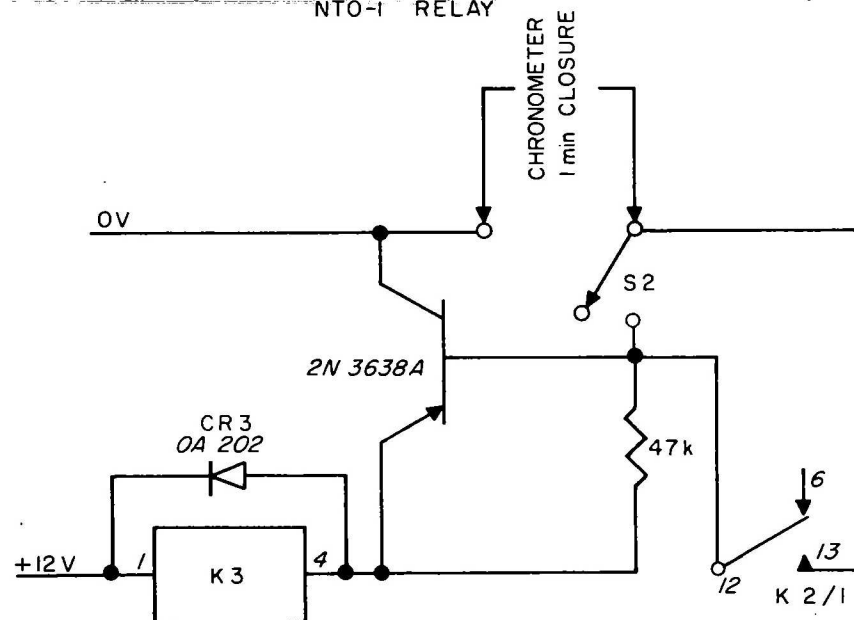 NTO-1 RELAY
CHRONOMETER
1 min CLOSURE
0V
S2
2N 3638A
CR3
OA 202
47k
6
+12V
1
K3
4
12
13
K 2/1